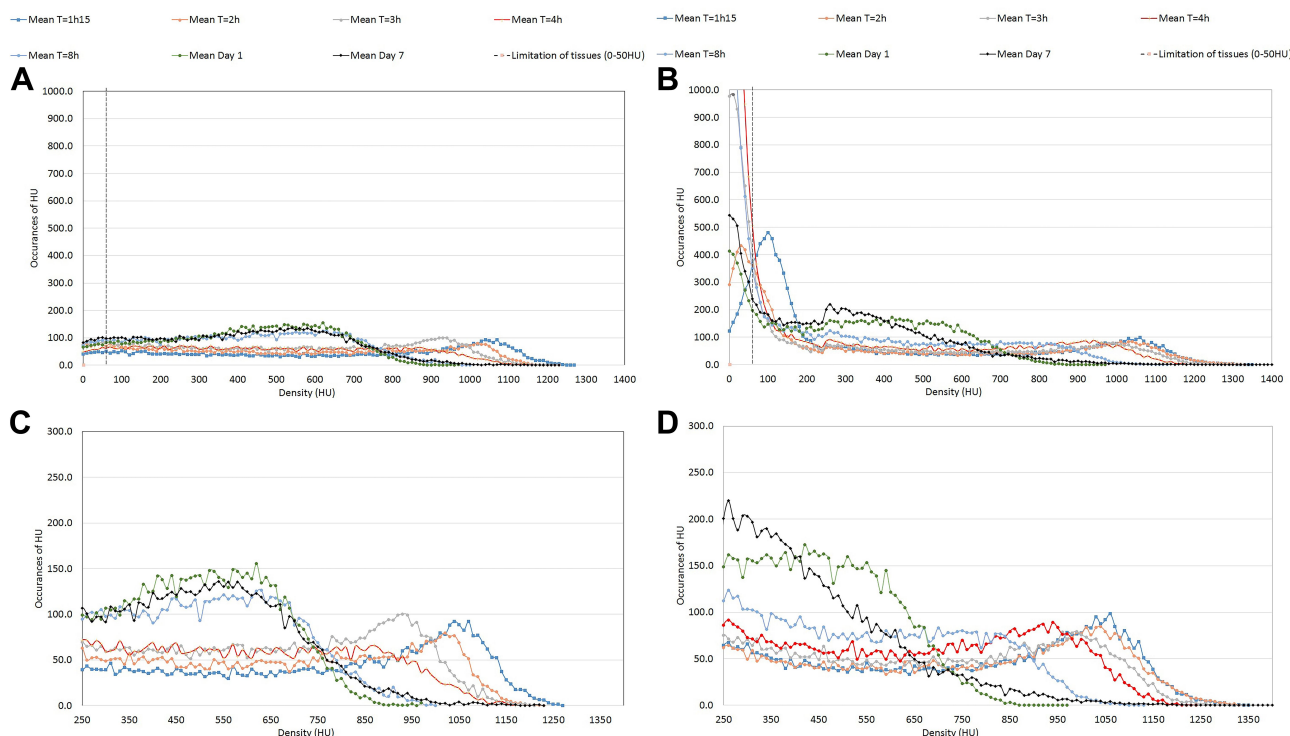 Mean T=1h15 Mean T=2h Mean T=3h Mean T=4h Mean T=1h15 Mean T=2h Mean T=3h Mean T=4h
Mean T=8h Mean Day 1 Mean Day 7 Limitation of tissues (0-50HU) Mean T=8h Mean Day 1 Mean Day 7 Limitation of tissues (0-50HU)
A
1000.0
900.0
800.0
700.0
600.0
500.0
400.0
300.0
200.0
100.0
0.0
Occurances of HU
0 100 200 300 400 500 600 700 800 900 1000 1100 1200 1300 1400
Density (HU)
B
1000.0
900.0
800.0
700.0
600.0
500.0
400.0
300.0
200.0
100.0
0.0
Occurances of HU
0 100 200 300 400 500 600 700 800 900 1000 1100 1200 1300 1400
Density (HU)
C
300.0
250.0
200.0
150.0
100.0
50.0
0.0
Occurances of HU
250 350 450 550 650 750 850 950 1050 1150 1250 1350
Density (HU)
D
300.0
250.0
200.0
150.0
100.0
50.0
0.0
Occurances of HU
250 350 450 550 650 750 850 950 1050 1150 1250 1350
Density (HU)